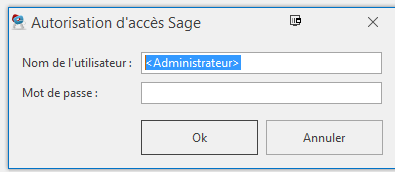 Autorisation d'accès Sage
Nom de l'utilisateur : <Administrateur>
Mot de passe :
Ok Annuler